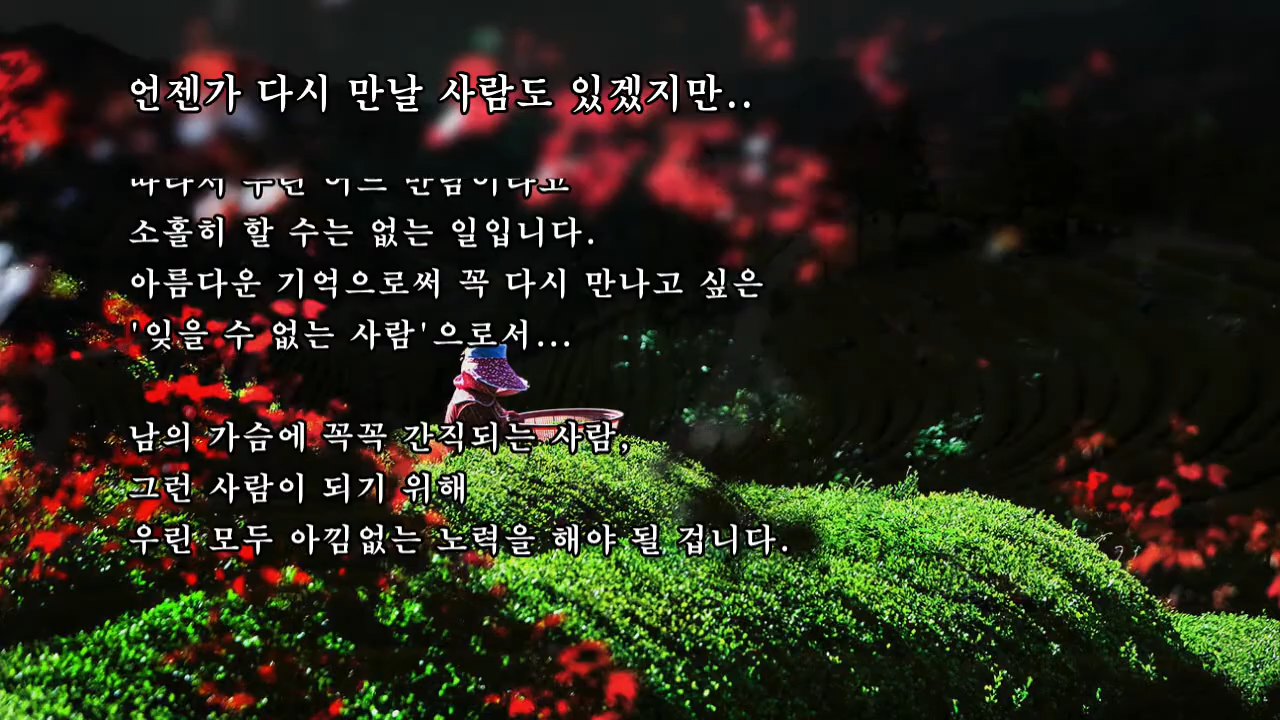 언젠가 다시 만날 사람도 있겠지만..
소홀히 할 수는 없는 일입니다.
아름다운 기억으로써 꼭 다시 만나고 싶은
'잊을 수 없는 사람'으로서...
남의 가슴에 꼭꼭 간직되는 사람,
그런 사람이 되기 위해
우린 모두 아낌없는 노력을 해야 될 겁니다.